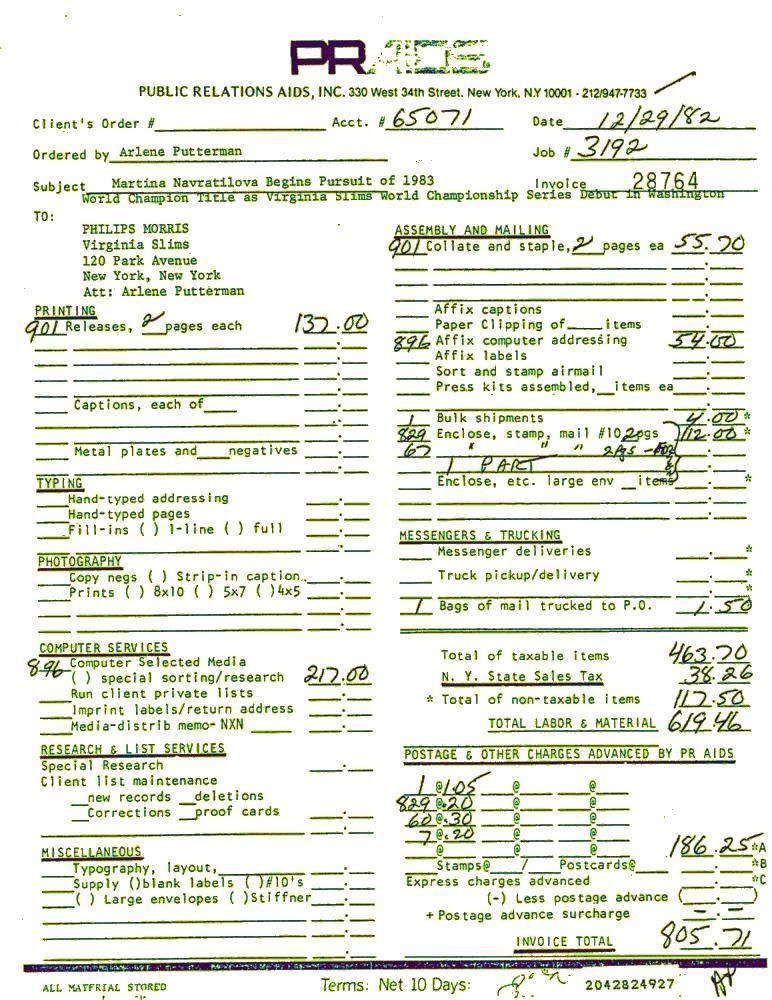 PR AIDS
PUBLIC RELATIONS AIDS, INC. 330 West 34th Street, New York, N.Y 10001 - 212/947-7733
Client's Order # Acct. # 65071 Date 12/29/82
Ordered by Arlene Putterman Job # 3192
Subject Martina Navratilova Begins Pursuit of 1983 Invoice 28764
World Champion Title as Virginia Slims World Championship Series Debut in Washington
TO:
PHILIPS MORRIS
Virginia Slims
120 Park Avenue
New York, New York
Att: Arlene Putterman
PRINTING
901 Releases, 2 pages each 137.00
Captions, each of
Metal plates and negatives
TYPING
Hand-typed addressing
Hand-typed pages
Fill-ins ( ) 1-line ( ) full
PHOTOGRAPHY
Copy negs ( ) Strip-in caption
Prints ( ) 8x10 ( ) 5x7 ( )4x5
COMPUTER SERVICES
896 Computer Selected Media
( ) special sorting/research 217.00
Run client private lists
Imprint labels/return address
Media-distrib memo- NXN
RESEARCH & LIST SERVICES
Special Research
Client list maintenance
new records deletions
Corrections proof cards
MISCELLANEOUS
Typography, layout,
Supply ()blank labels ( )#10's
( ) Large envelopes ( )Stiffner
ASSEMBLY AND MAILING
901 Collate and staple, 2 pages ea 55.70
Affix captions
Paper Clipping of items
896 Affix computer addressing 54.00
Affix labels
Sort and stamp airmail
Press kits assembled, items ea
1 Bulk shipments 4.00 *
829 Enclose, stamp, mail #10 2pgs 112.00 *
67 " " 2pgs -
1 PART
Enclose, etc. large env items *
MESSENGERS & TRUCKING
Messenger deliveries *
Truck pickup/delivery *
*
1 Bags of mail trucked to P.O. 1.50
Total of taxable items 463.70
N. Y. State Sales Tax 38.26
* Total of non-taxable items 117.50
TOTAL LABOR & MATERIAL 619.46
POSTAGE & OTHER CHARGES ADVANCED BY PR AIDS
1 @1.05 @ @
829 @.20 @ @
60 @.30 @ @
7 @.20 @ @
@ @ @ 186.25 *A
Stamps@ / Postcards@ *B
Express charges advanced *C
(-) Less postage advance ( )
+ Postage advance surcharge -.-
INVOICE TOTAL 805.71
ALL MATERIAL STORED Terms: Net 10 Days: 2042824927